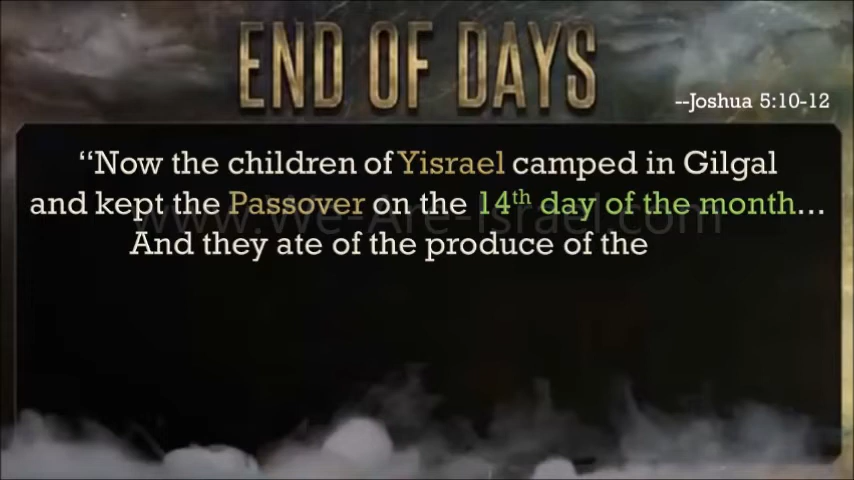 END OF DAYS
--Joshua 5:10-12
“Now the children of Yisrael camped in Gilgal
and kept the Passover on the 14th day of the month...
www.We-Are-Israel.com
And they ate of the produce of the